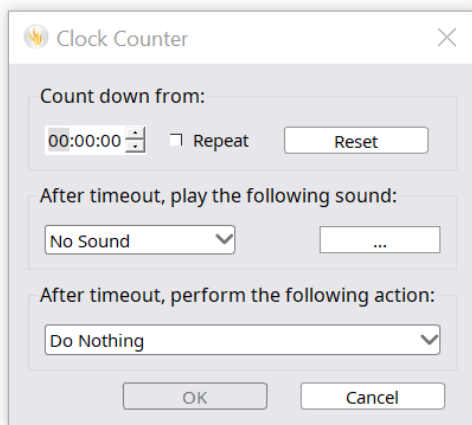 Clock Counter
Count down from:
00:00:00 Repeat Reset
After timeout, play the following sound:
No Sound ...
After timeout, perform the following action:
Do Nothing
OK Cancel